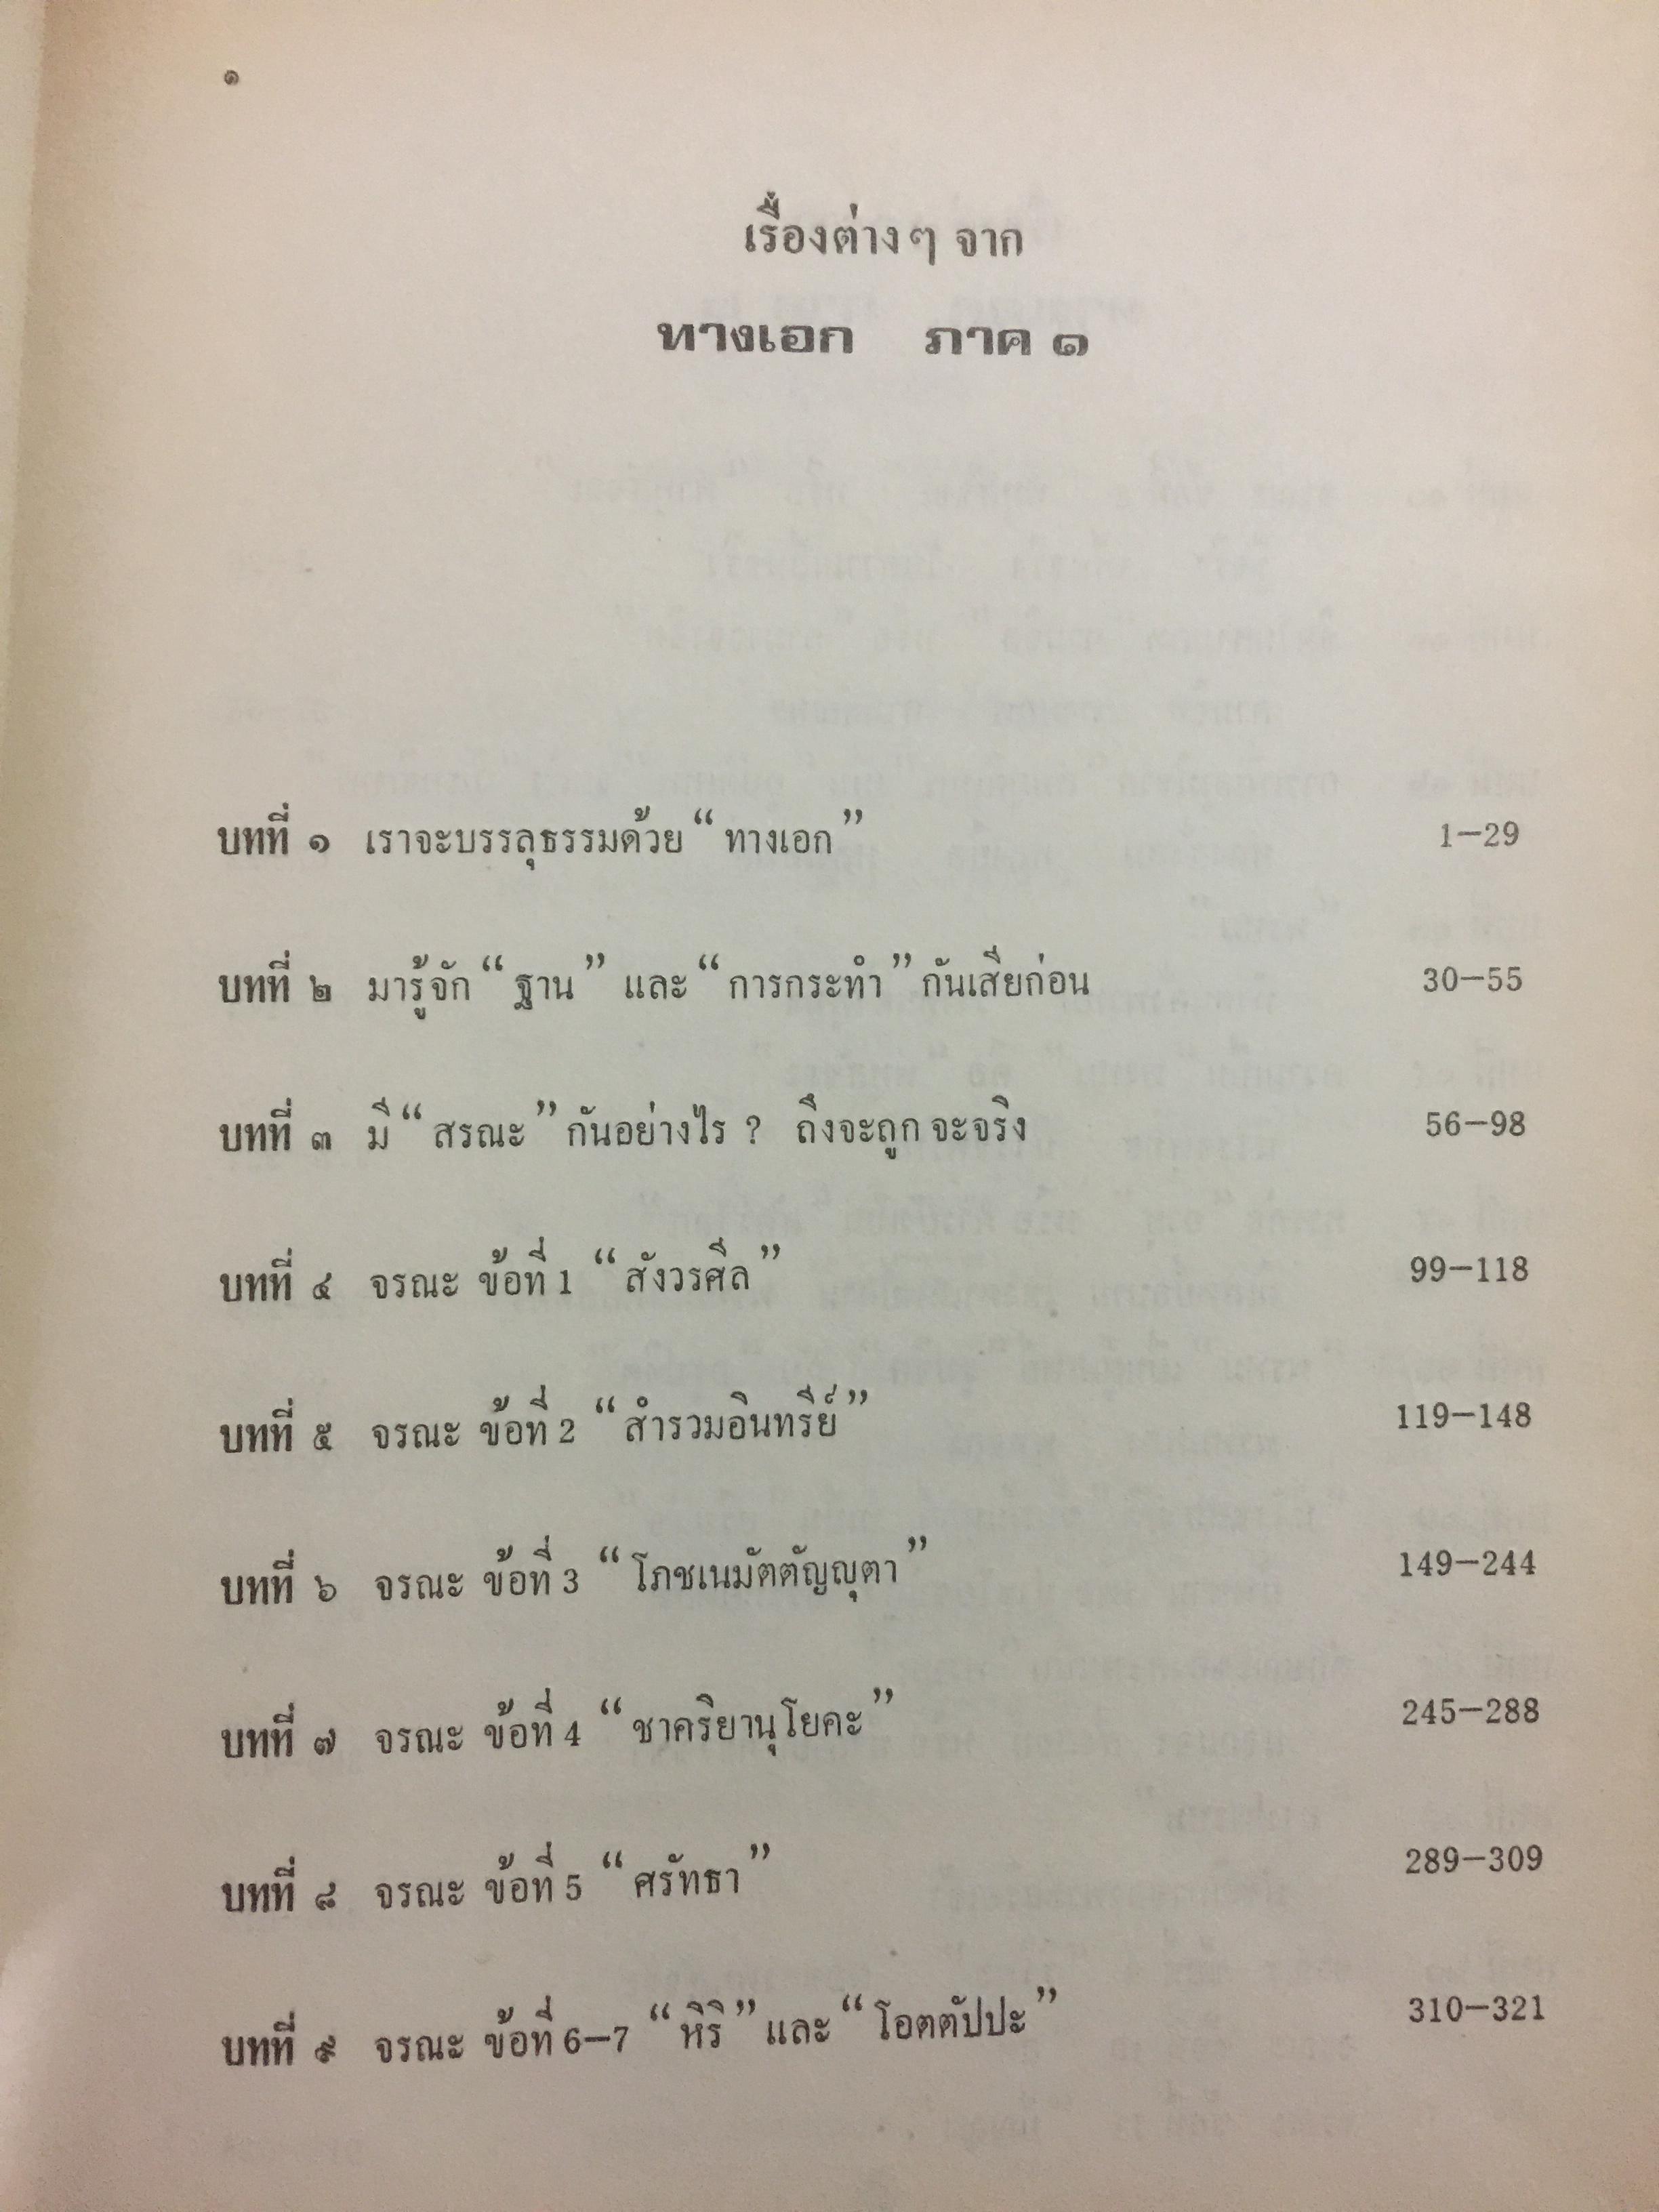 ๑
เรื่องต่างๆ จาก
ทางเอก ภาค ๑
บทที่ ๑ เราจะบรรลุธรรมด้วย “ทางเอก” 1—29
บทที่ ๒ มารู้จัก “ฐาน” และ “การกระทำ” กันเสียก่อน 30—55
บทที่ ๓ มี “สรณะ” กันอย่างไร ? ถึงจะถูก จะจริง 56—98
บทที่ ๔ จรณะ ข้อที่ 1 “สังวรศีล” 99—118
บทที่ ๕ จรณะ ข้อที่ 2 “สำรวมอินทรีย์” 119—148
บทที่ ๖ จรณะ ข้อที่ 3 “โภชเนมัตตัญญุตา” 149—244
บทที่ ๗ จรณะ ข้อที่ 4 “ชาคริยานุโยคะ” 245—288
บทที่ ๘ จรณะ ข้อที่ 5 “ศรัทธา” 289—309
บทที่ ๙ จรณะ ข้อที่ 6—7 “หิริ” และ “โอตตัปปะ” 310—321